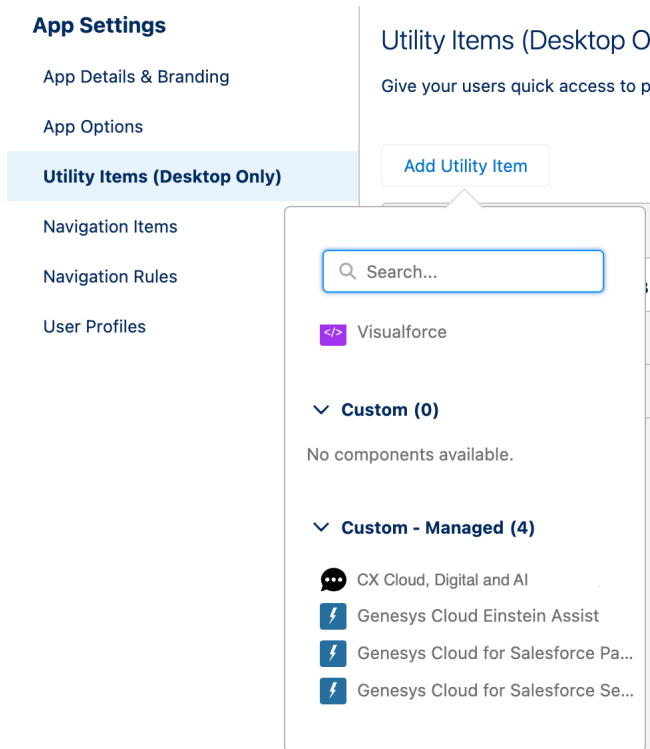 App Settings
App Details & Branding
App Options
Utility Items (Desktop Only)
Navigation Items
Navigation Rules
User Profiles
Utility Items (Desktop O
Give your users quick access to p
Add Utility Item
Search...
</> Visualforce
Custom (0)
No components available.
Custom - Managed (4)
CX Cloud, Digital and AI
Genesys Cloud Einstein Assist
Genesys Cloud for Salesforce Pa...
Genesys Cloud for Salesforce Se...